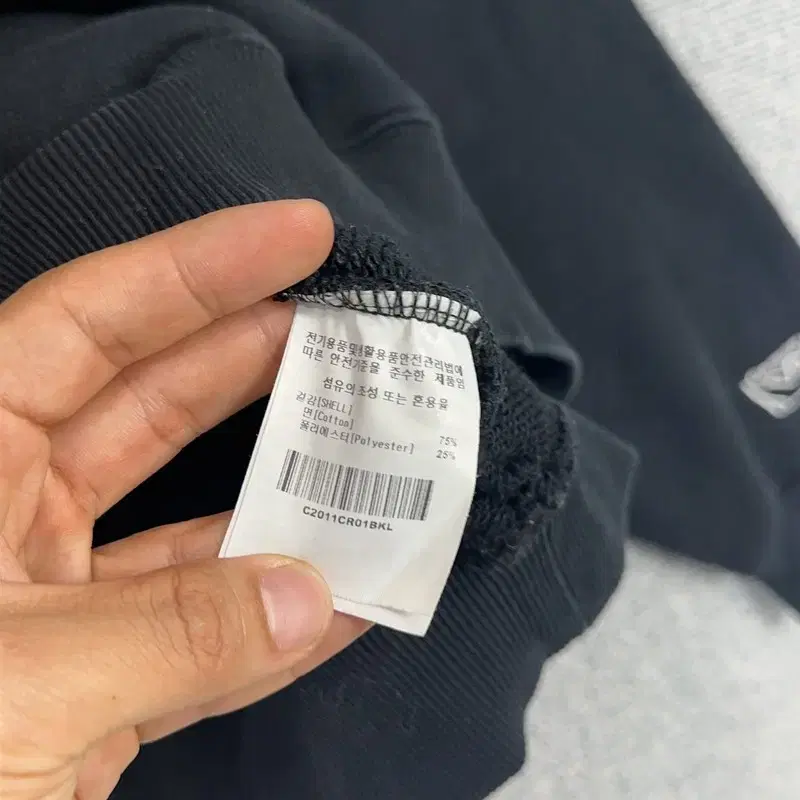 전기용품및생활용품안전관리법에
따른 안전기준을 준수한 제품임
섬유의조성 또는 혼용율
겉감[SHELL]
면[Cotton] 75%
폴리에스터[Polyester] 25%
C2011CR01BKL